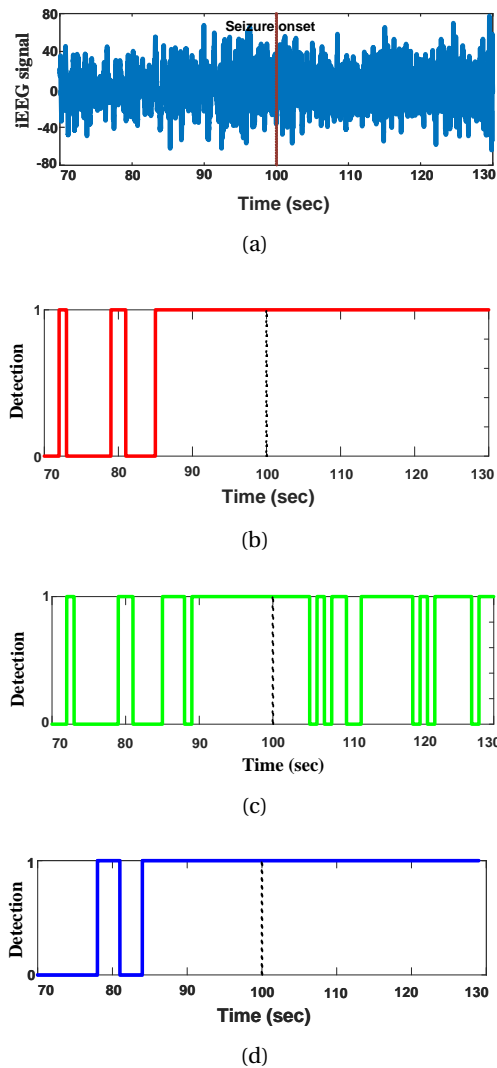 80
Seizure onset
40
0
-40
-80
iEEG signal
70 80 90 100 110 120 130
Time (sec)
(a)
1
Detection
0
70 80 90 100 110 120 130
Time (sec)
(b)
1
Detection
0
70 80 90 100 110 120 130
Time (sec)
(c)
1
Detection
0
70 80 90 100 110 120 130
Time (sec)
(d)